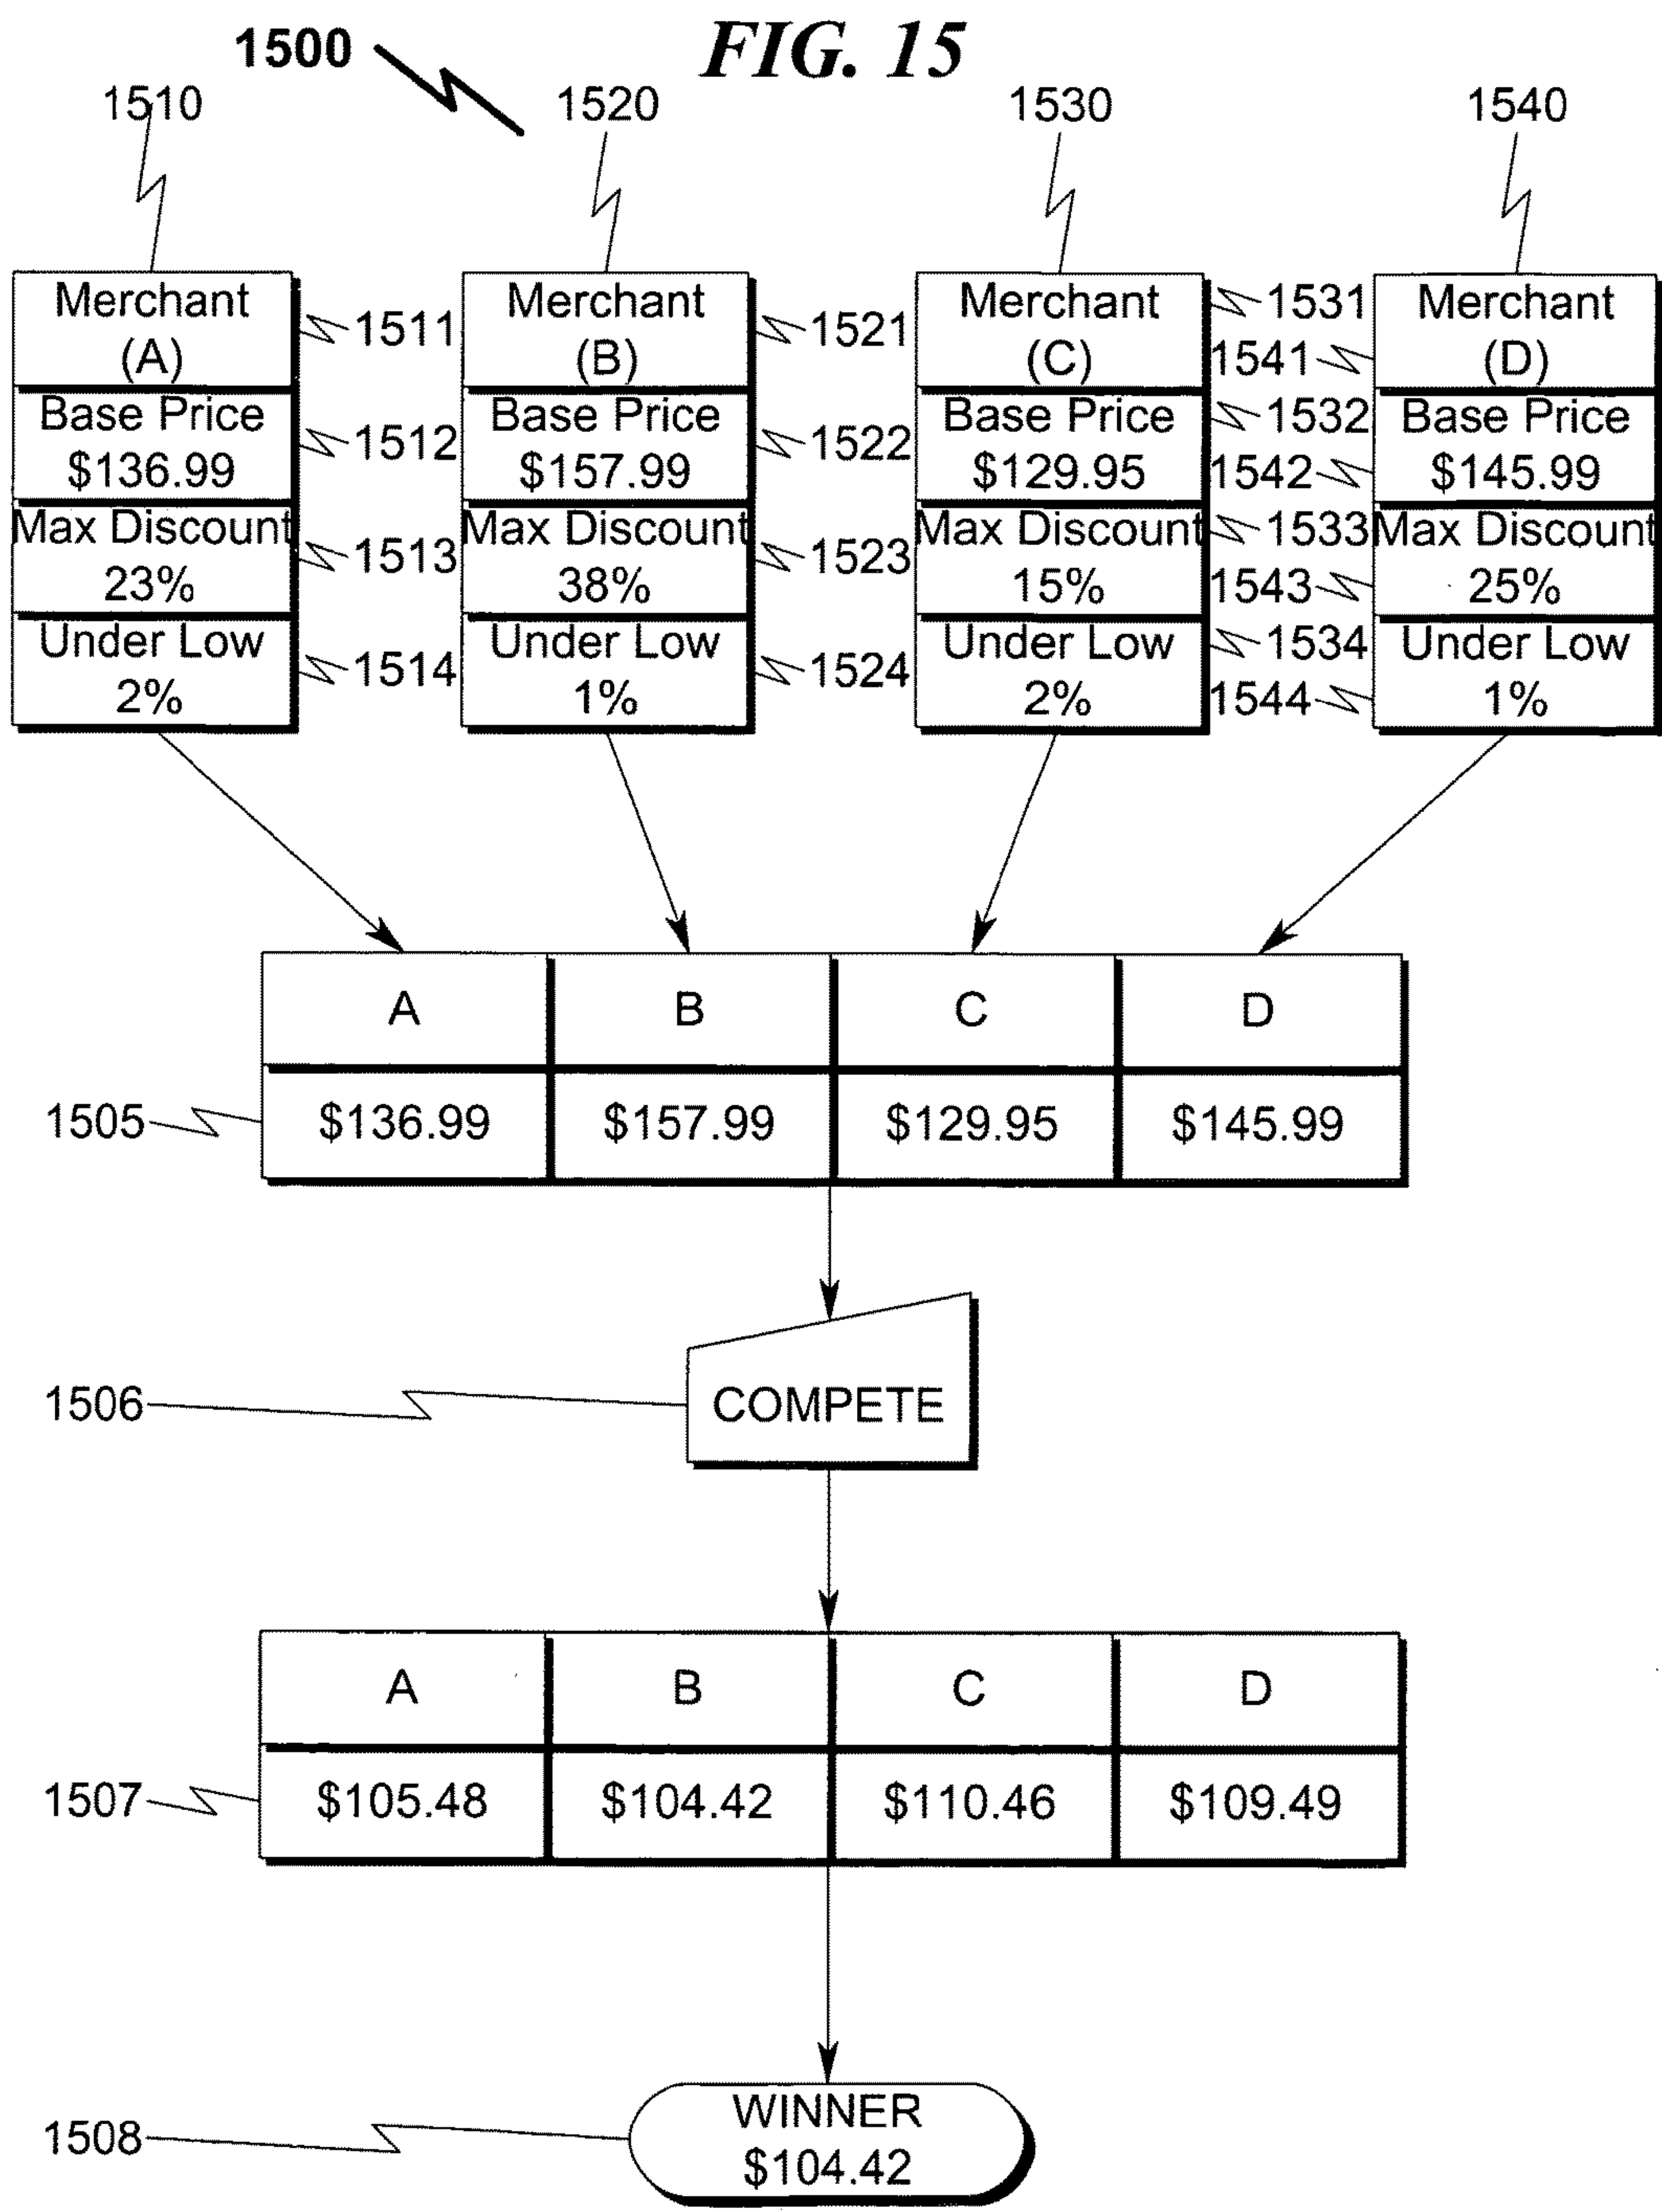 1500
FIG. 15
1510
1520
1530
1540
Merchant
(A)
Base Price
$136.99
Max Discount
23%
Under Low
2%
1511
1512
1513
1514
Merchant
(B)
Base Price
$157.99
Max Discount
38%
Under Low
1%
1521
1522
1523
1524
Merchant
(C)
Base Price
$129.95
Max Discount
15%
Under Low
2%
1531
1541
1532
1542
1533
1543
1534
1544
Merchant
(D)
Base Price
$145.99
Max Discount
25%
Under Low
1%
A B C D
1505 $136.99 $157.99 $129.95 $145.99
1506 COMPETE
A B C D
1507 $105.48 $104.42 $110.46 $109.49
WINNER
1508
$104.42